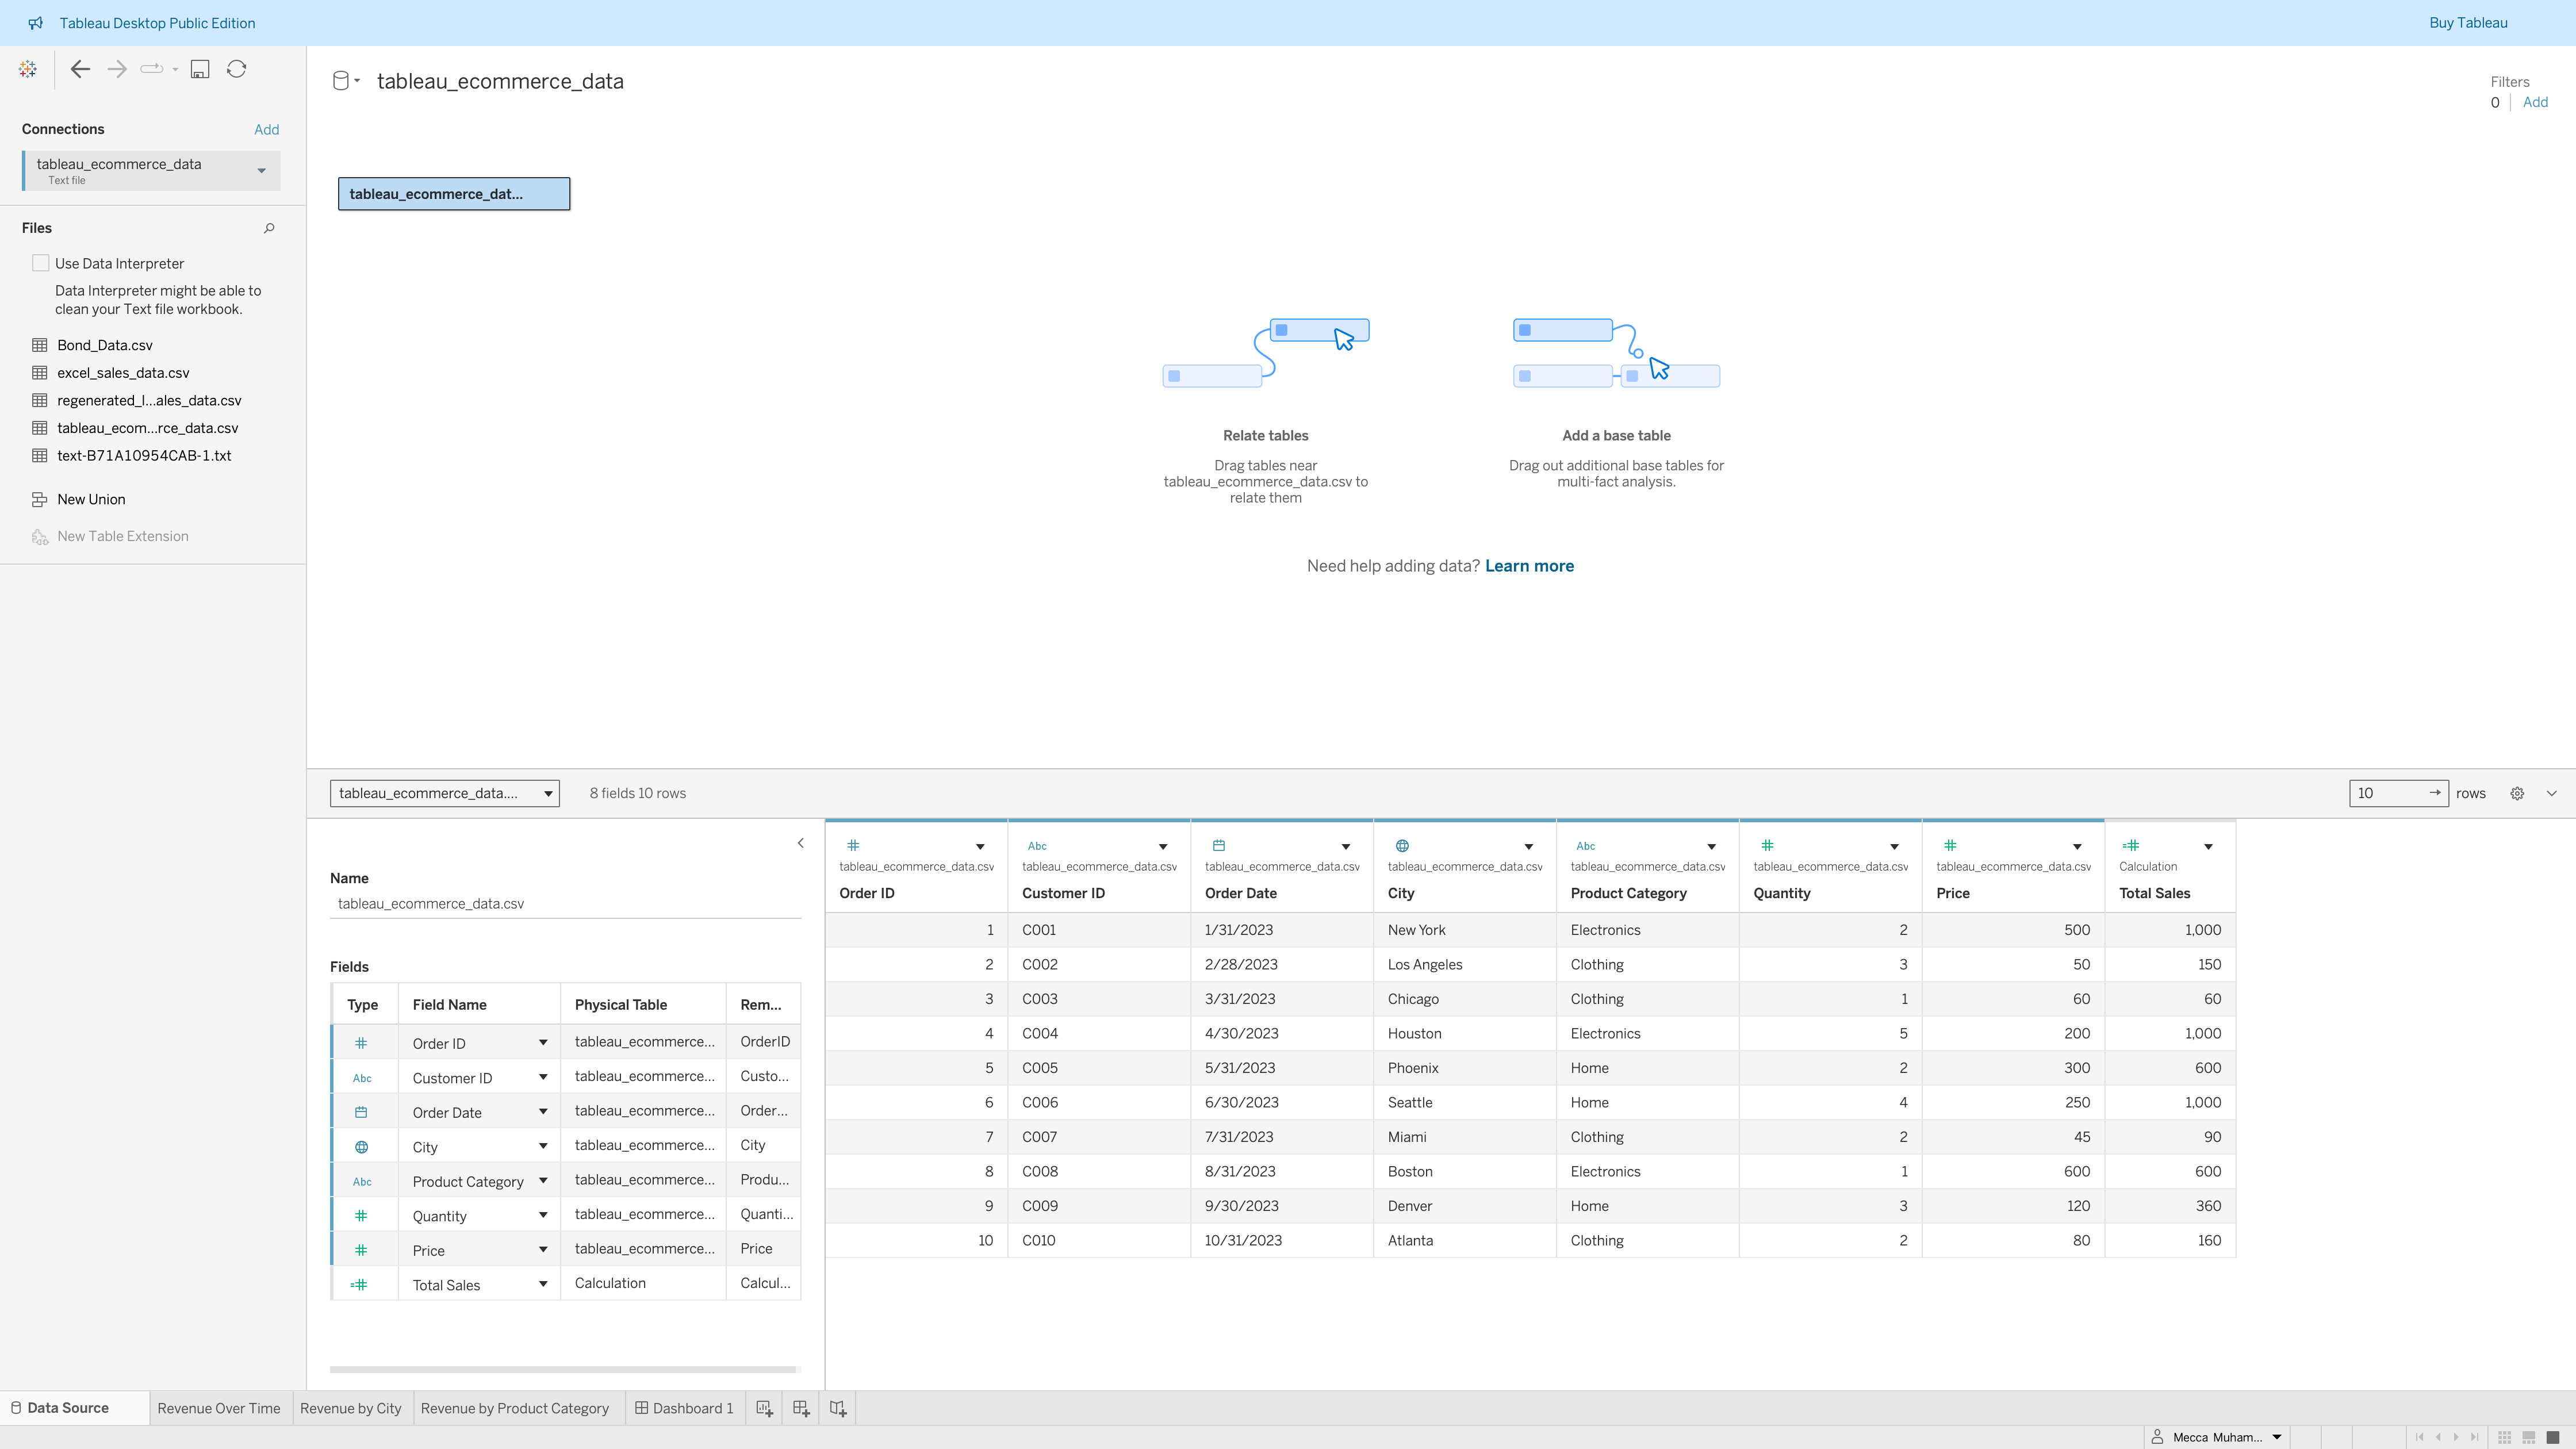 Tableau Desktop Public Edition
Buy Tableau
tableau_ecommerce_data
Filters
0 Add
Connections Add
tableau_ecommerce_data
Text file
tableau_ecommerce_dat...
Files
Use Data Interpreter
Data Interpreter might be able to
clean your Text file workbook.
Bond_Data.csv
excel_sales_data.csv
regenerated_l...ales_data.csv
tableau_ecom...rce_data.csv
text-B71A10954CAB-1.txt
New Union
New Table Extension
Relate tables
Drag tables near
tableau_ecommerce_data.csv to
relate them
Add a base table
Drag out additional base tables for
multi-fact analysis.
Need help adding data? Learn more
tableau_ecommerce_data.... 8 fields 10 rows 10 rows
Name
tableau_ecommerce_data.csv
Fields
Type Field Name Physical Table Rem...
# Order ID tableau_ecommerce... OrderID
Abc Customer ID tableau_ecommerce... Custo...
Order Date tableau_ecommerce... Order...
City tableau_ecommerce... City
Abc Product Category tableau_ecommerce... Produ...
# Quantity tableau_ecommerce... Quanti...
# Price tableau_ecommerce... Price
=# Total Sales Calculation Calcul...
# Abc Abc # # =#
tableau_ecommerce_data.csv tableau_ecommerce_data.csv tableau_ecommerce_data.csv tableau_ecommerce_data.csv tableau_ecommerce_data.csv tableau_ecommerce_data.csv tableau_ecommerce_data.csv Calculation
Order ID Customer ID Order Date City Product Category Quantity Price Total Sales
1 C001 1/31/2023 New York Electronics 2 500 1,000
2 C002 2/28/2023 Los Angeles Clothing 3 50 150
3 C003 3/31/2023 Chicago Clothing 1 60 60
4 C004 4/30/2023 Houston Electronics 5 200 1,000
5 C005 5/31/2023 Phoenix Home 2 300 600
6 C006 6/30/2023 Seattle Home 4 250 1,000
7 C007 7/31/2023 Miami Clothing 2 45 90
8 C008 8/31/2023 Boston Electronics 1 600 600
9 C009 9/30/2023 Denver Home 3 120 360
10 C010 10/31/2023 Atlanta Clothing 2 80 160
Data Source Revenue Over Time Revenue by City Revenue by Product Category Dashboard 1
Mecca Muham...